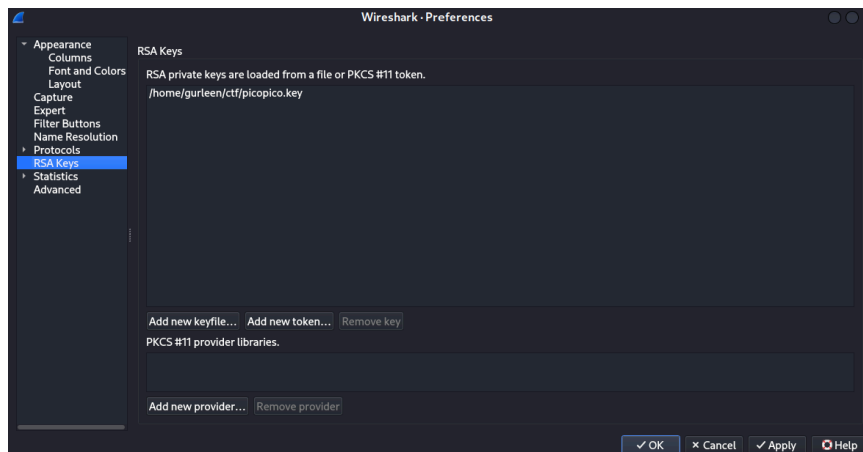 Wireshark · Preferences
Appearance
Columns
Font and Colors
Layout
Capture
Expert
Filter Buttons
Name Resolution
Protocols
RSA Keys
Statistics
Advanced
RSA Keys
RSA private keys are loaded from a file or PKCS #11 token.
/home/gurleen/ctf/picopico.key
Add new keyfile... Add new token... Remove key
PKCS #11 provider libraries.
Add new provider... Remove provider
OK Cancel Apply Help